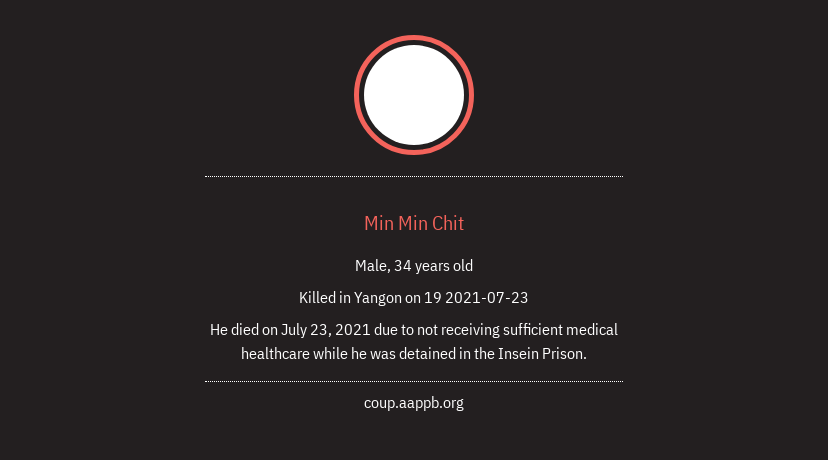 Min Min Chit
Male, 34 years old
Killed in Yangon on 19 2021-07-23
He died on July 23, 2021 due to not receiving sufficient medical
healthcare while he was detained in the Insein Prison.
coup.aappb.org